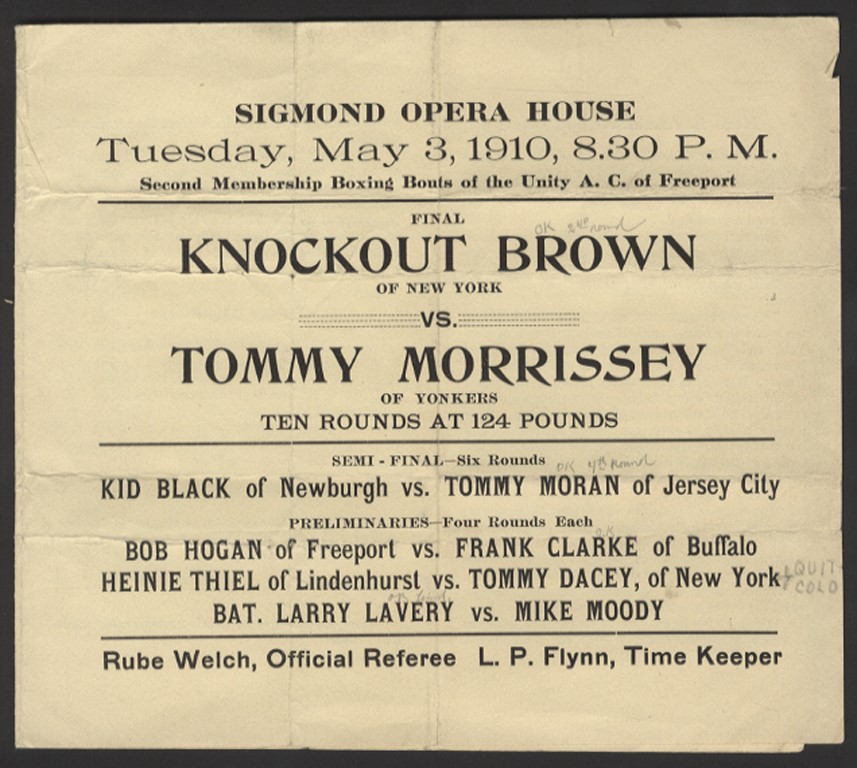 SIGMOND OPERA HOUSE
Tuesday, May 3, 1910, 8.30 P. M.
Second Membership Boxing Bouts of the Unity A. C. of Freeport
FINAL
OK 2nd round
KNOCKOUT BROWN
OF NEW YORK
VS.
TOMMY MORRISSEY
OF YONKERS
TEN ROUNDS AT 124 POUNDS
SEMI - FINAL—Six Rounds
OK 4th round
KID BLACK of Newburgh vs. TOMMY MORAN of Jersey City
PRELIMINARIES—Four Rounds Each
OK
BOB HOGAN of Freeport vs. FRANK CLARKE of Buffalo
HEINIE THIEL of Lindenhurst vs. TOMMY DACEY, of New York
QUIT
COLD
BAT. LARRY LAVERY vs. MIKE MOODY
Rube Welch, Official Referee L. P. Flynn, Time Keeper